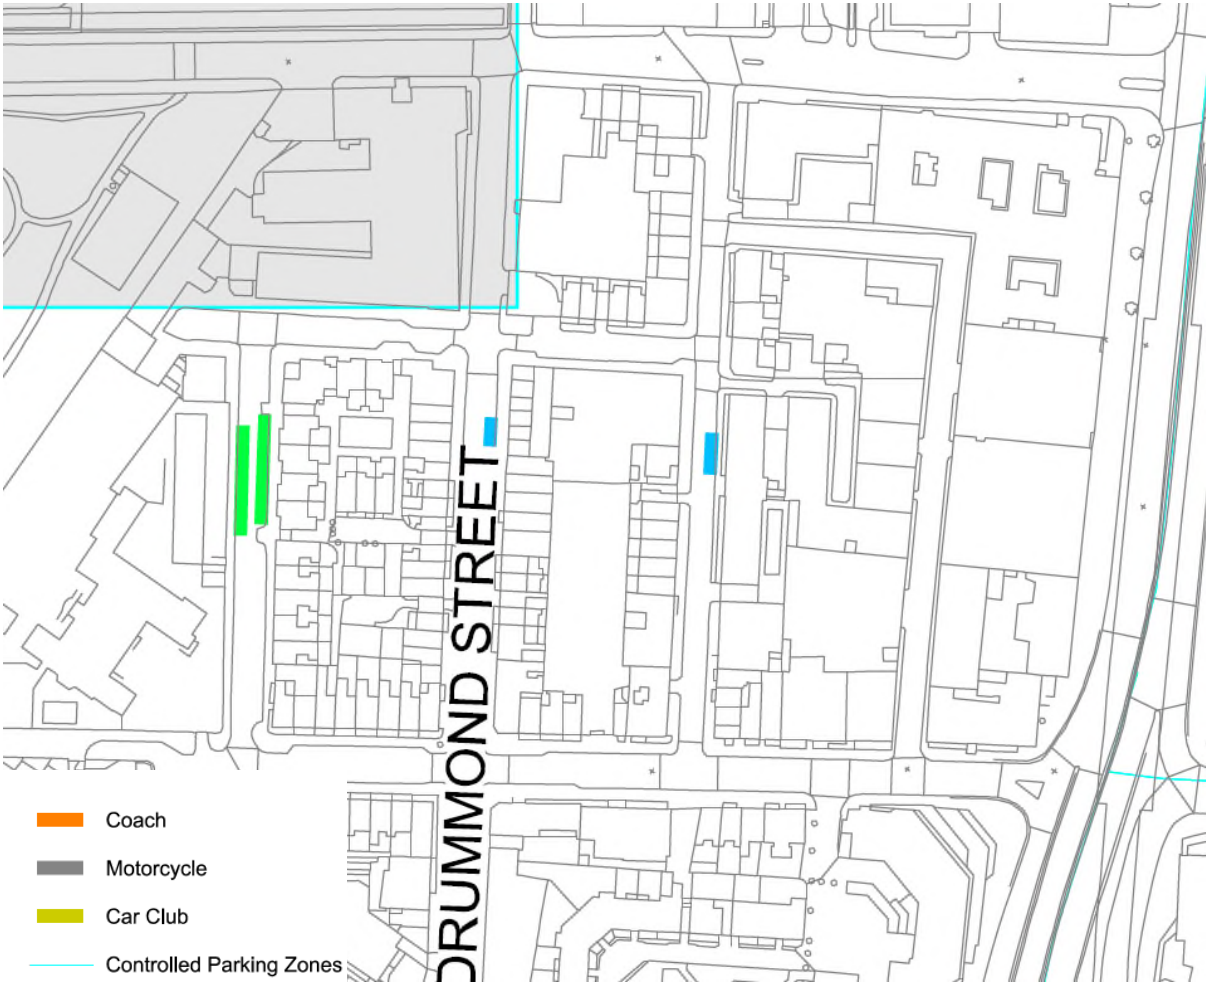 DRUMMOND STREET
Coach
Motorcycle
Car Club
Controlled Parking Zones